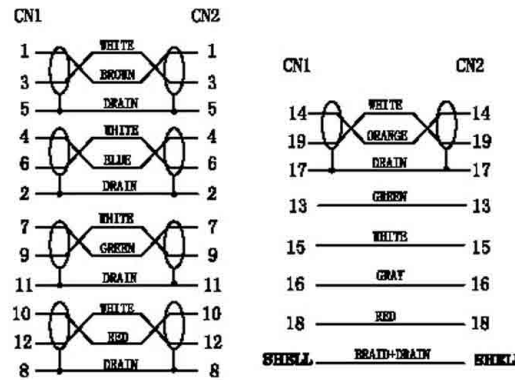 CN1 CN2
1 WHITE 1
3 BROWN 3
5 DRAIN 5
4 WHITE 4
6 BLUE 6
2 DRAIN 2
7 WHITE 7
9 GREEN 9
11 DRAIN 11
10 WHITE 10
12 RED 12
8 DRAIN 8
CN1 CN2
14 WHITE 14
19 ORANGE 19
17 DRAIN 17
13 GREEN 13
15 WHITE 15
16 GRAY 16
18 RED 18
SHELL BRAID+DRAIN SHELL